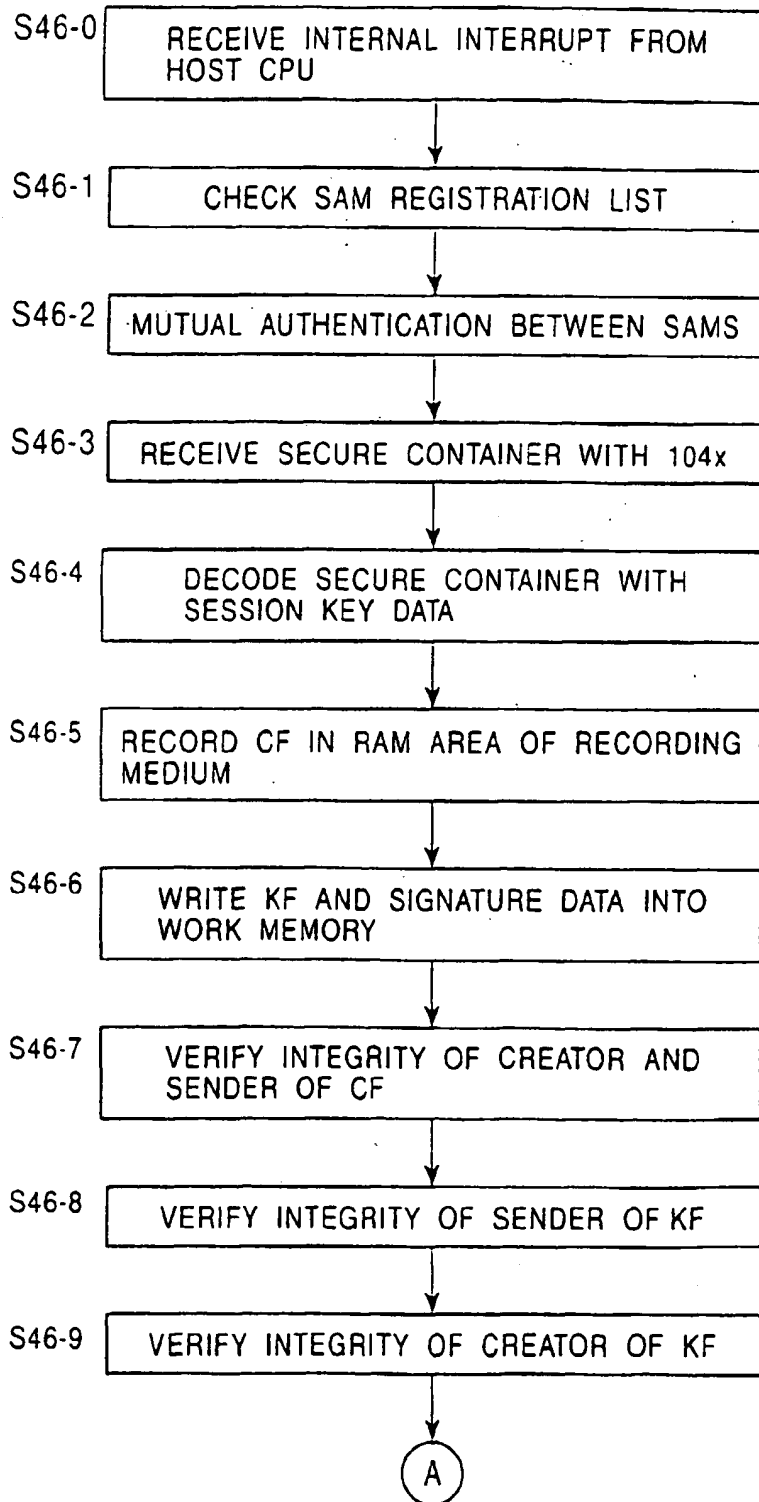 S46-0
RECEIVE INTERNAL INTERRUPT FROM
HOST CPU
S46-1
CHECK SAM REGISTRATION LIST
S46-2
MUTUAL AUTHENTICATION BETWEEN SAMS
S46-3
RECEIVE SECURE CONTAINER WITH 104x
S46-4
DECODE SECURE CONTAINER WITH
SESSION KEY DATA
S46-5
RECORD CF IN RAM AREA OF RECORDING
MEDIUM
S46-6
WRITE KF AND SIGNATURE DATA INTO
WORK MEMORY
S46-7
VERIFY INTEGRITY OF CREATOR AND
SENDER OF CF
S46-8
VERIFY INTEGRITY OF SENDER OF KF
S46-9
VERIFY INTEGRITY OF CREATOR OF KF
A